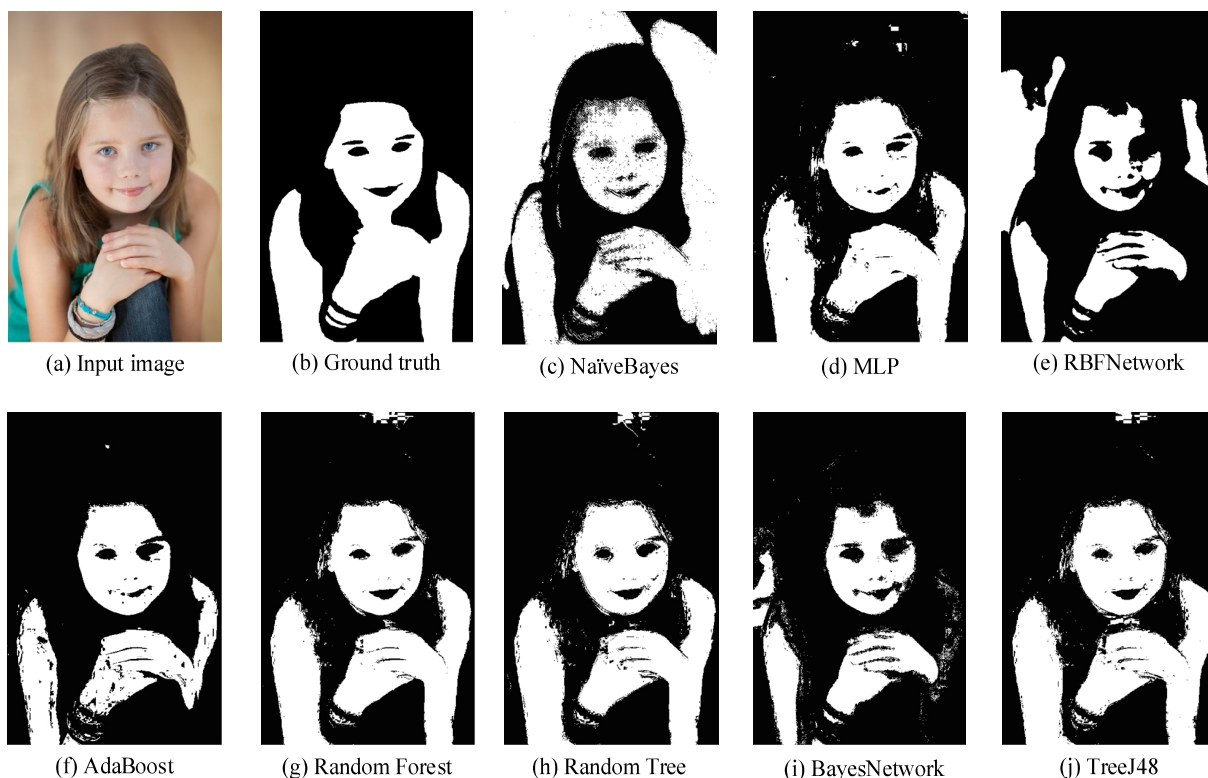 (a) Input image
(b) Ground truth
(c) NaïveBayes
(d) MLP
(e) RBFNetwork
(f) AdaBoost
(g) Random Forest
(h) Random Tree
(i) BayesNetwork
(j) TreeJ48